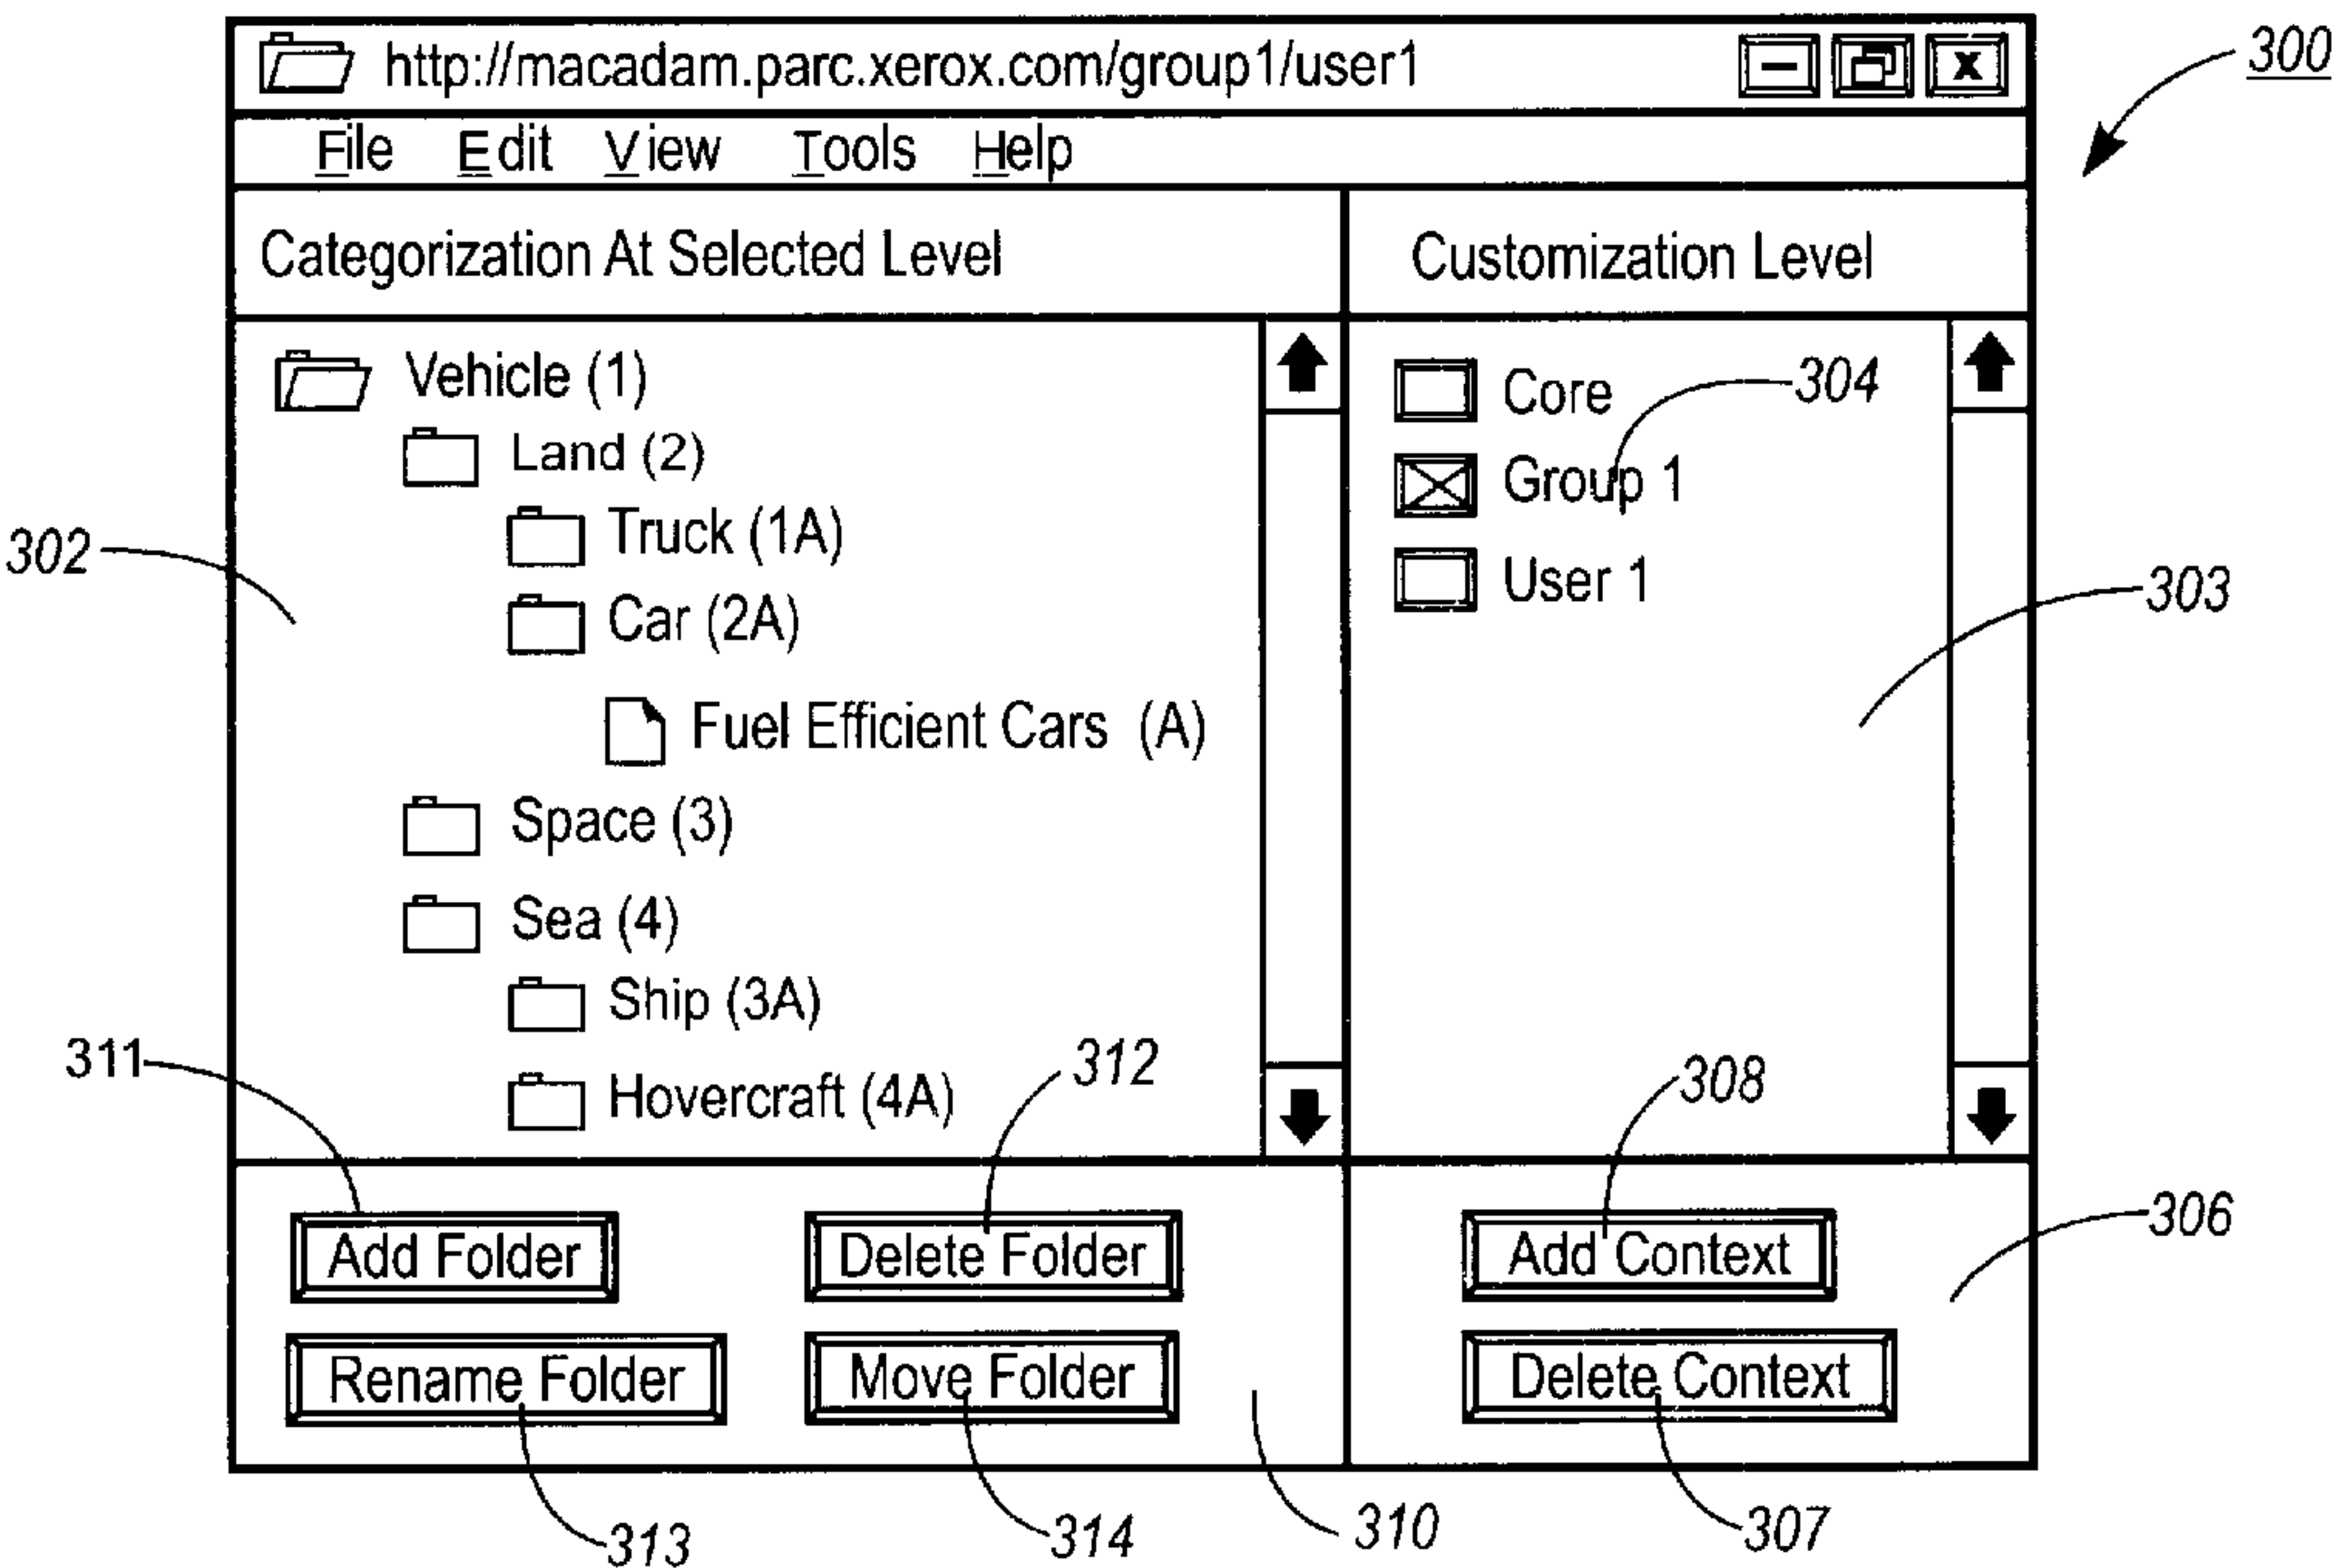 http://macadam.parc.xerox.com/group1/user1
300
File Edit View Tools Help
Categorization At Selected Level
Customization Level
Vehicle (1)
Land (2)
Truck (1A)
Car (2A)
Fuel Efficient Cars (A)
Space (3)
Sea (4)
Ship (3A)
Hovercraft (4A)
Core
304
Group 1
User 1
302
303
311
312
308
306
Add Folder
Delete Folder
Add Context
Rename Folder
Move Folder
Delete Context
313
314
310
307